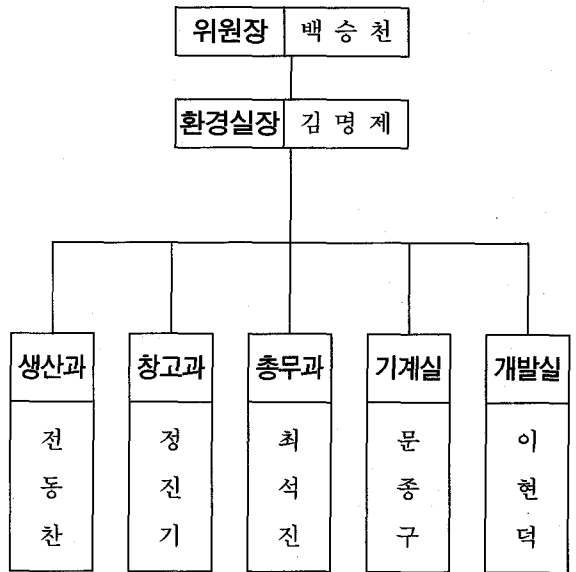 위원장 백승천
환경실장 김명제
생산과 창고과 총무과 기계실 개발실
전동찬 정진기 최석진 문종구 이현덕